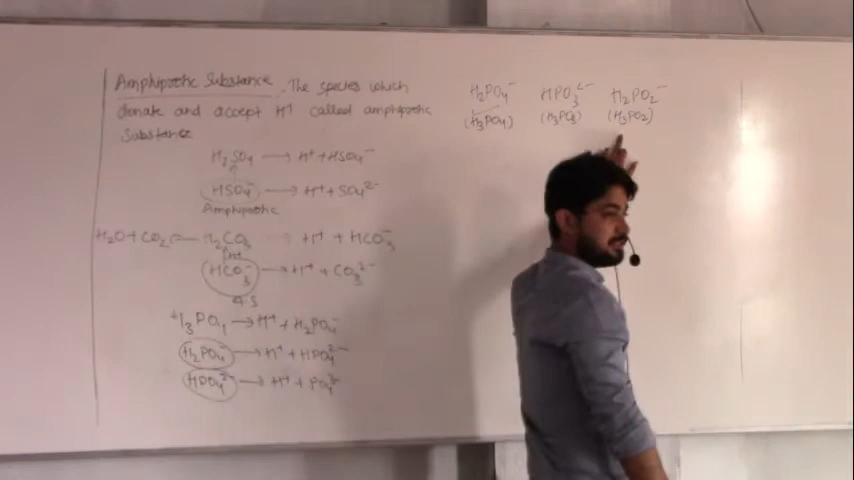 Amphiprotic Substance . The species which
donate and accept H⁺ called amphiprotic
Substance
H₂SO₄ → H⁺ + HSO₄⁻
HSO₄⁻ → H⁺ + SO₄²⁻
Amphiprotic
H₂O + CO₂ H₂CO₃ → H⁺ + HCO₃⁻
HCO₃⁻ → H⁺ + CO₃²⁻
A.S
H₃PO₄ → H⁺ + H₂PO₄⁻
H₂PO₄⁻ → H⁺ + HPO₄²⁻
HPO₄²⁻ → H⁺ + PO₄³⁻
H₂PO₄⁻ HPO₃²⁻ H₂PO₂⁻
(H₃PO₄) (H₃PO₃) (H₃PO₂)